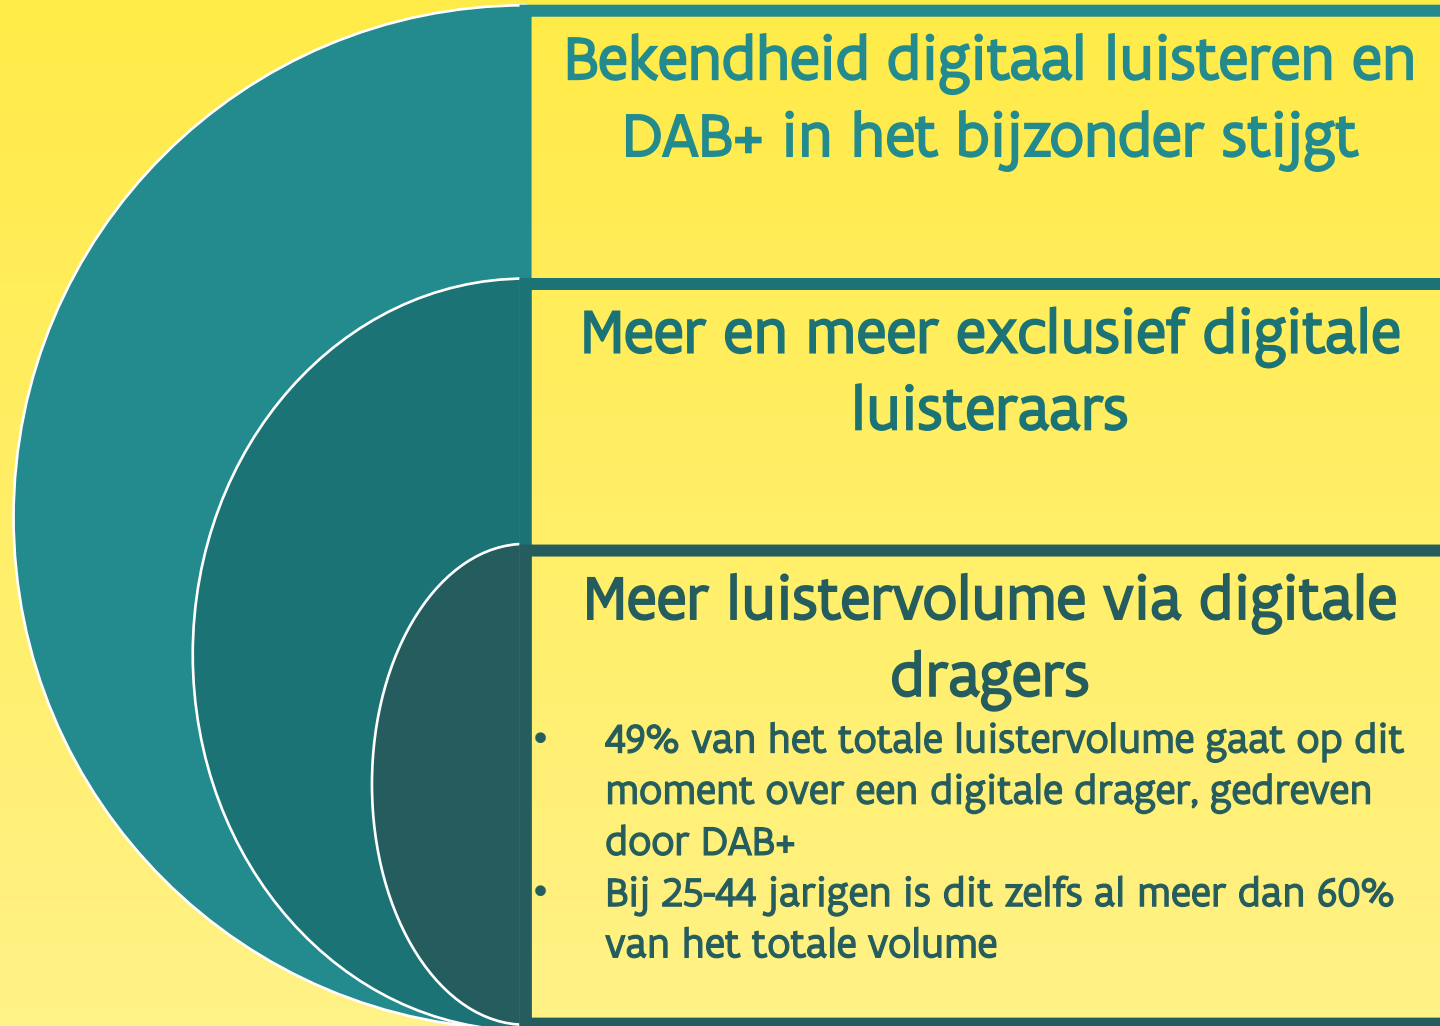 Bekendheid digitaal luisteren en
DAB+ in het bijzonder stijgt
Meer en meer exclusief digitale
luisteraars
Meer luistervolume via digitale
dragers
• 49% van het totale luistervolume gaat op dit
moment over een digitale drager, gedreven
door DAB+
• Bij 25-44 jarigen is dit zelfs al meer dan 60%
van het totale volume